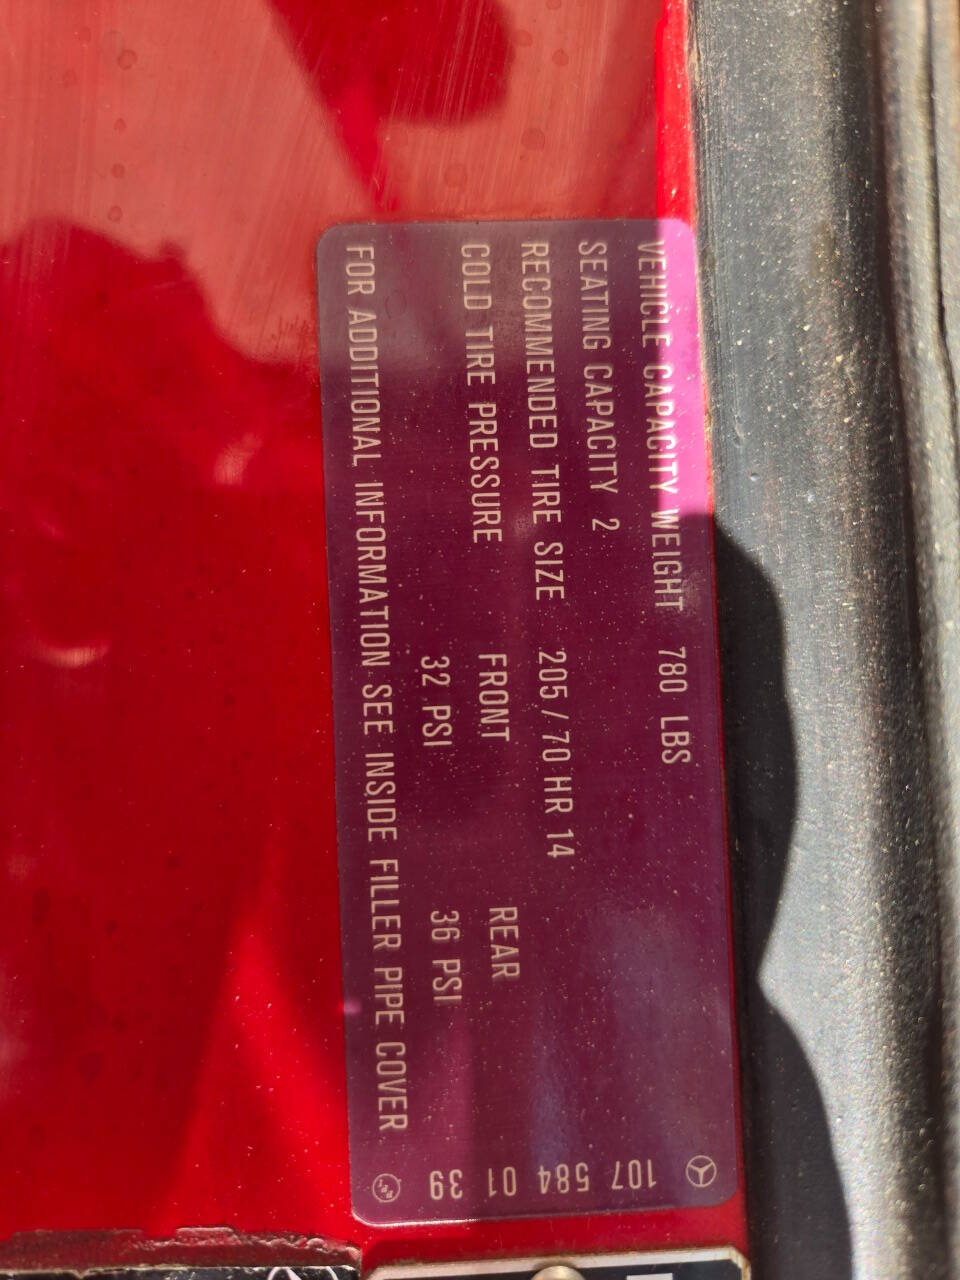 VEHICLE CAPACITY WEIGHT 780 LBS
SEATING CAPACITY 2
RECOMMENDED TIRE SIZE 205/70 HR 14
COLD TIRE PRESSURE FRONT REAR
32 PSI 36 PSI
FOR ADDITIONAL INFORMATION SEE INSIDE FILLER PIPE COVER
107 584 01 39